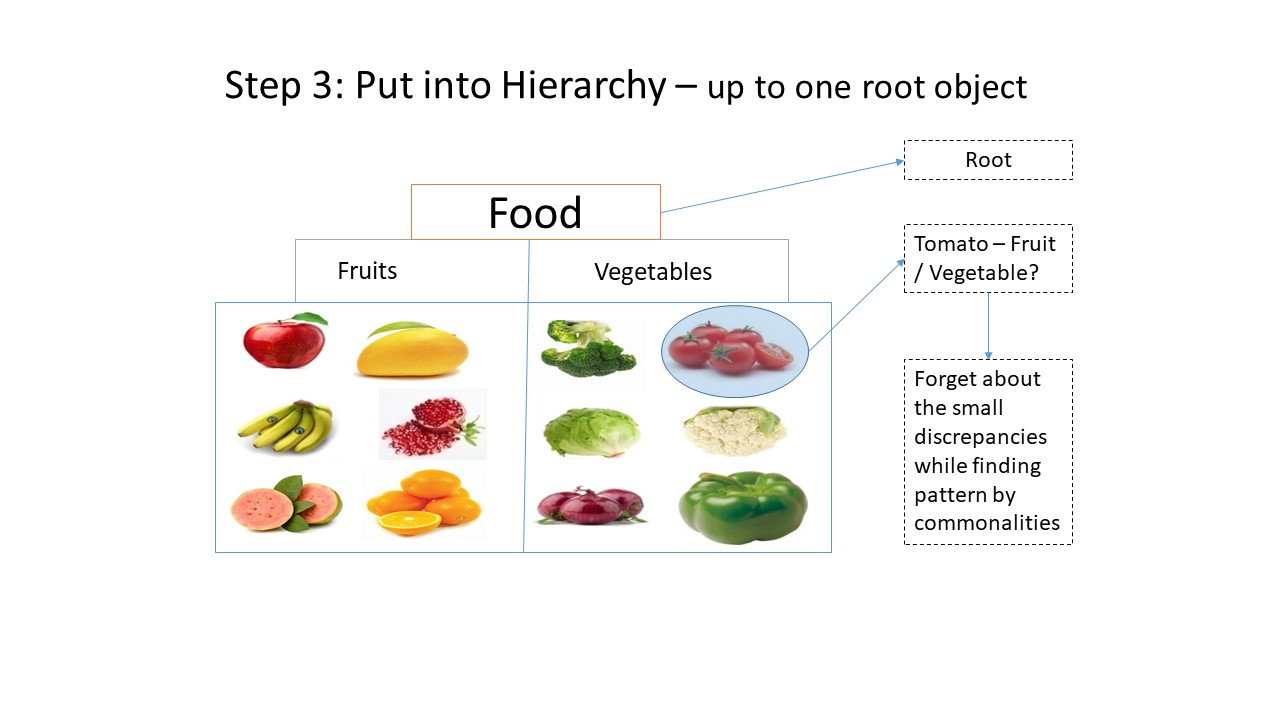 Step 3: Put into Hierarchy – up to one root object
Root
Food
Tomato – Fruit
/ Vegetable?
Fruits
Vegetables
Forget about
the small
discrepancies
while finding
pattern by
commonalities